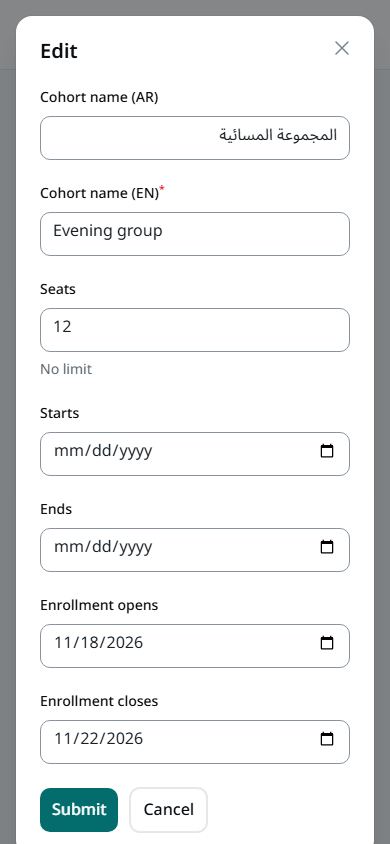 Edit
Cohort name (AR)
المجموعة المسائية
Cohort name (EN)*
Evening group
Seats
12
No limit
Starts
mm/dd/yyyy
Ends
mm/dd/yyyy
Enrollment opens
11/18/2026
Enrollment closes
11/22/2026
Submit Cancel